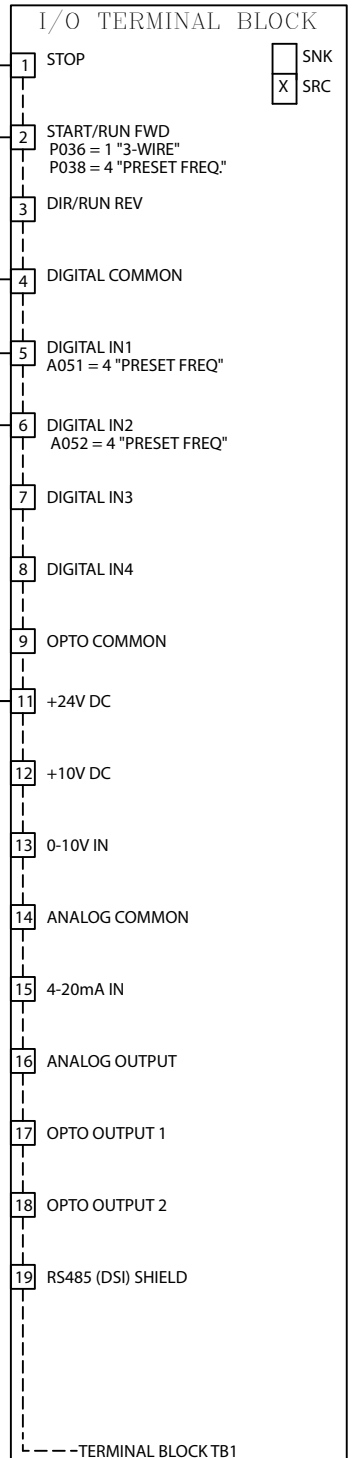 I/O TERMINAL BLOCK
SNK
X SRC
1 STOP
2 START/RUN FWD
P036 = 1 "3-WIRE"
P038 = 4 "PRESET FREQ."
3 DIR/RUN REV
4 DIGITAL COMMON
5 DIGITAL IN1
A051 = 4 "PRESET FREQ"
6 DIGITAL IN2
A052 = 4 "PRESET FREQ"
7 DIGITAL IN3
8 DIGITAL IN4
9 OPTO COMMON
11 +24V DC
12 +10V DC
13 0-10V IN
14 ANALOG COMMON
15 4-20mA IN
16 ANALOG OUTPUT
17 OPTO OUTPUT 1
18 OPTO OUTPUT 2
19 RS485 (DSI) SHIELD
TERMINAL BLOCK TB1